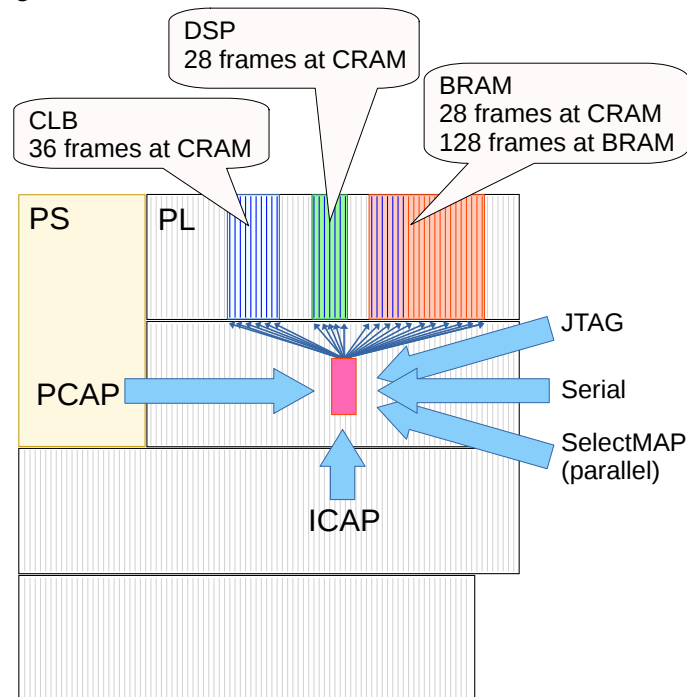 DSP
28 frames at CRAM
BRAM
28 frames at CRAM
128 frames at BRAM
CLB
36 frames at CRAM
PS
PL
JTAG
PCAP
Serial
SelectMAP
(parallel)
ICAP